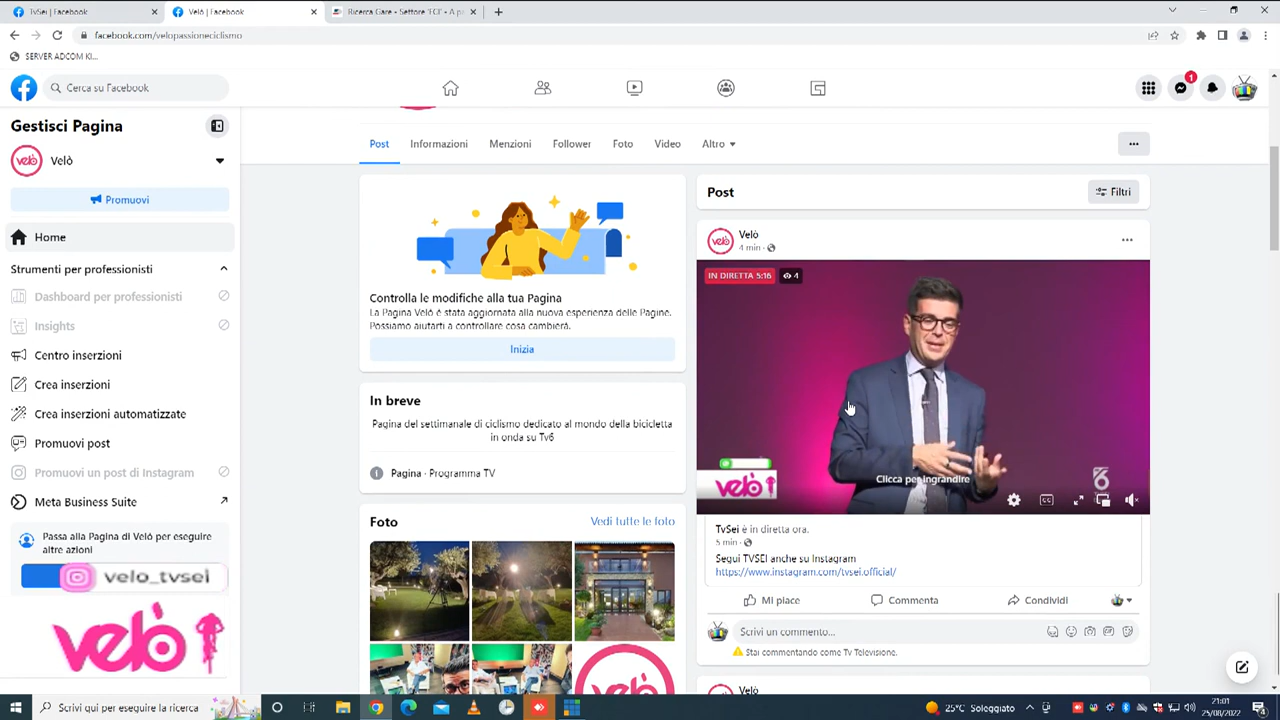 TvSei | Facebook
Velò | Facebook
facebook.com/velopassioneciclismo
SERVER ADCOM KI...
Cerca su Facebook
1
Gestisci Pagina
velò
Velò
Promuovi
Home
Strumenti per professionisti
Dashboard per professionisti
Insights
Centro inserzioni
Crea inserzioni
Crea inserzioni automatizzate
Promuovi post
Promuovi un post di Instagram
Meta Business Suite
Passa alla Pagina di Velò per eseguire
altre azioni
velo_tvsei
velò
Post
Informazioni
Menzioni
Follower
Foto
Video
Altro
Controlla le modifiche alla tua Pagina
La Pagina Velò è stata aggiornata alla nuova esperienza delle Pagine.
Possiamo aiutarti a controllare cosa cambierà.
Inizia
In breve
Pagina del settimanale di ciclismo dedicato al mondo della bicicletta
in onda su Tv6
Pagina · Programma TV
Foto
Vedi tutte le foto
Post
Filtri
velò
Velò
4 min ·
IN DIRETTA 5:16
4
Clicca per ingrandire
velò
6
TvSei è in diretta ora.
5 min ·
Segui TVSEI anche su Instagram
https://www.instagram.com/tvsei.official/
Mi piace
Commenta
Condividi
Scrivi un commento...
Stai commentando come Tv Televisione.
Velò
Scrivi qui per eseguire la ricerca
25°C Soleggiato
21:01
25/08/2022
4